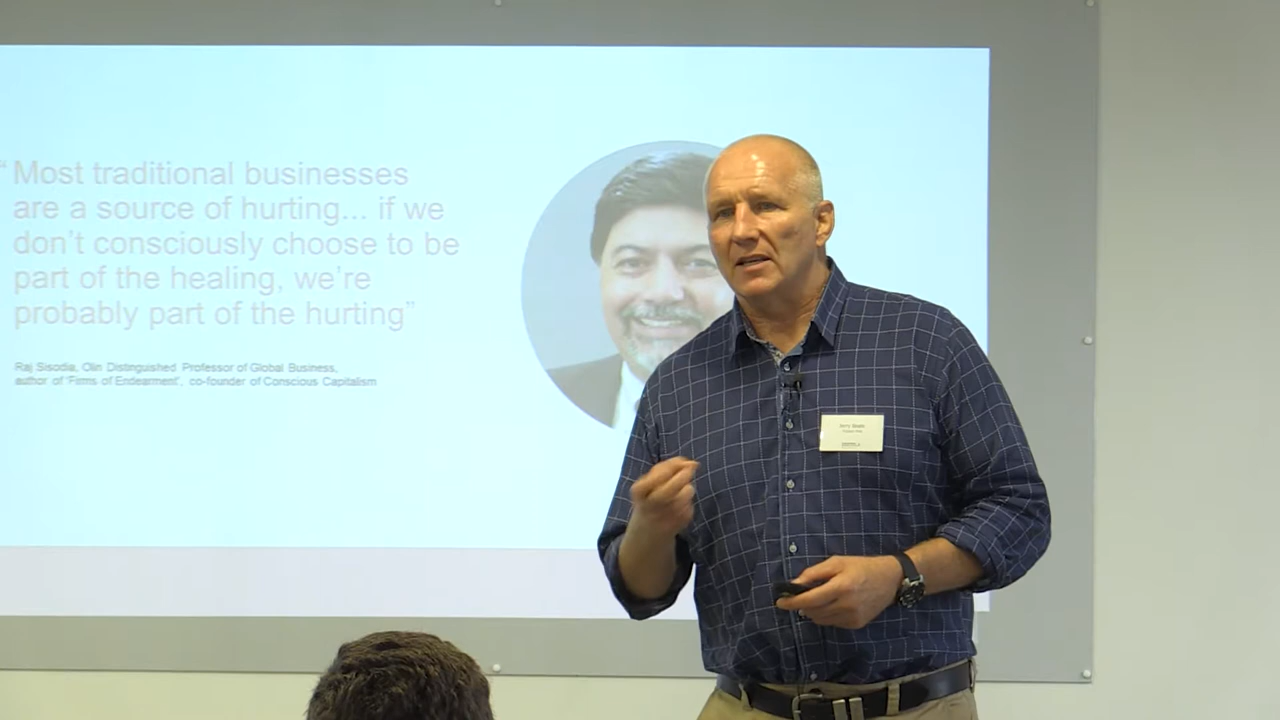 “Most traditional businesses
are a source of hurting... if we
don’t consciously choose to be
part of the healing, we’re
probably part of the hurting”
Raj Sisodia, Olin Distinguished Professor of Global Business,
author of ‘Firms of Endearment’, co-founder of Conscious Capitalism